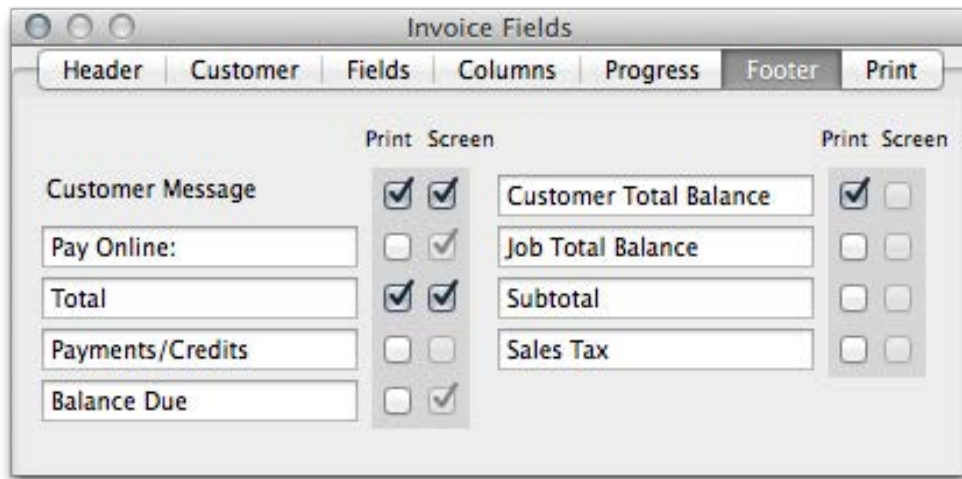 Invoice Fields
Header Customer Fields Columns Progress Footer Print
Print Screen Print Screen
Customer Message Customer Total Balance
Pay Online: Job Total Balance
Total Subtotal
Payments/Credits Sales Tax
Balance Due